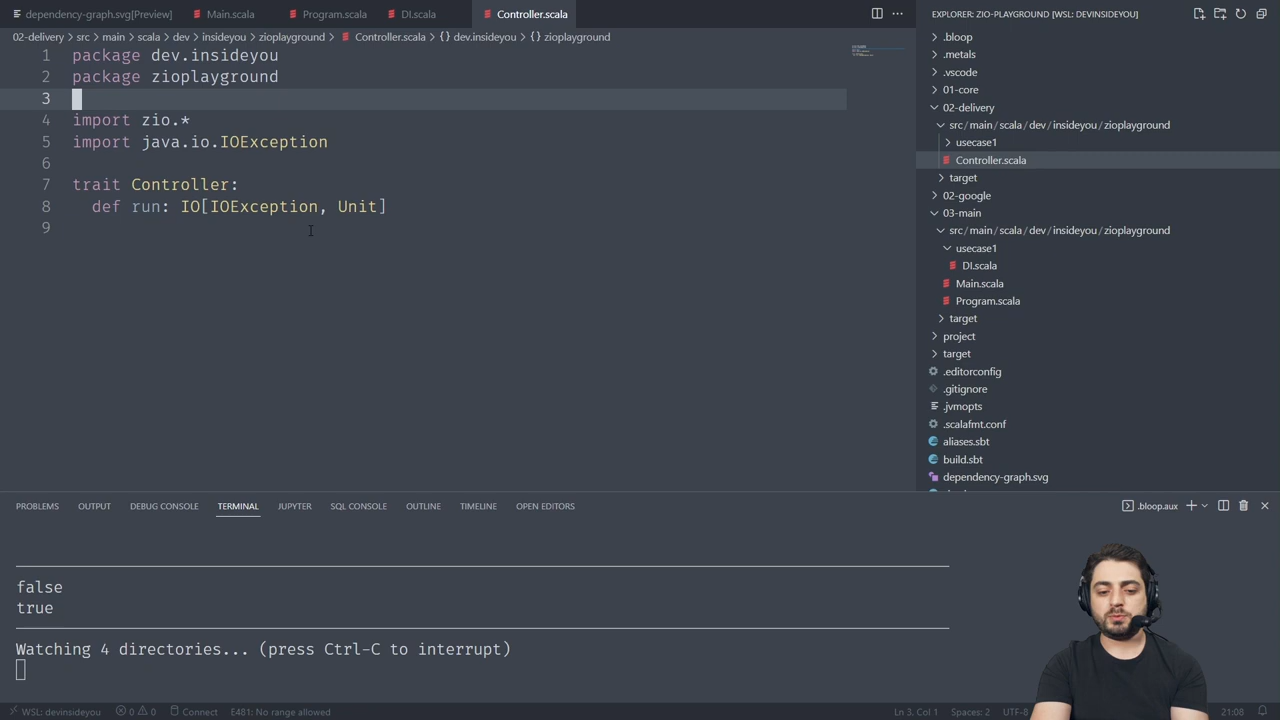 dependency-graph.svg[Preview]
Main.scala
Program.scala
DI.scala
Controller.scala
02-delivery > src > main > scala > dev > insideyou > zioplayground > Controller.scala > {} dev.insideyou > {} zioplayground
1 package dev.insideyou
2 package zioplayground
3
4 import zio.*
5 import java.io.IOException
6
7 trait Controller:
8 def run: IO[IOException, Unit]
9
EXPLORER: ZIO-PLAYGROUND [WSL: DEVINSIDEYOU]
.bloop
.metals
.vscode
01-core
02-delivery
src/main/scala/dev/insideyou/zioplayground
usecase1
Controller.scala
target
02-google
03-main
src/main/scala/dev/insideyou/zioplayground
usecase1
DI.scala
Main.scala
Program.scala
target
project
target
.editorconfig
.gitignore
.jvmopts
.scalafmt.conf
aliases.sbt
build.sbt
dependency-graph.svg
PROBLEMS OUTPUT DEBUG CONSOLE TERMINAL JUPYTER SQL CONSOLE OUTLINE TIMELINE OPEN EDITORS
.bloop.aux
false
true
Watching 4 directories... (press Ctrl-C to interrupt)
WSL: devinsideyou 0 0 Connect E481: No range allowed
Ln 3, Col 1 Spaces: 2 UTF-8
21:08